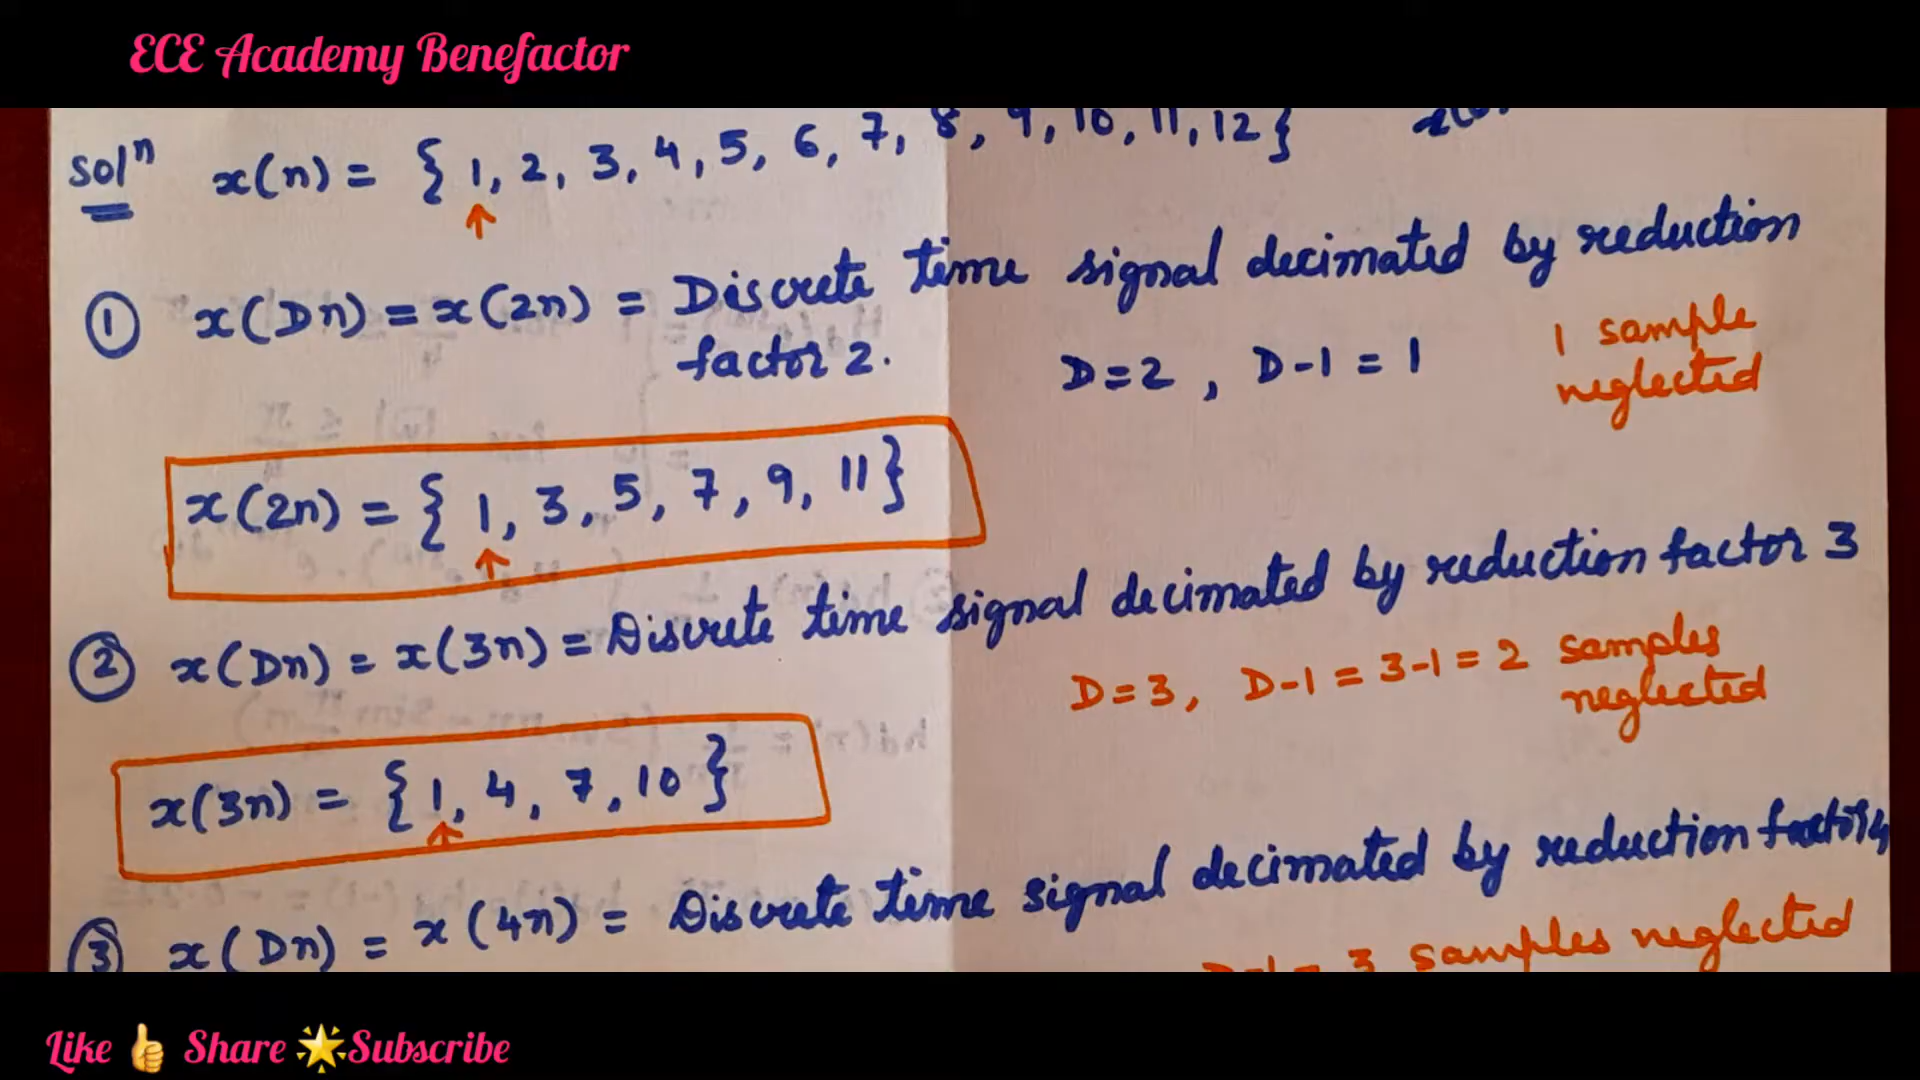 ECE Academy Benefactor
Solⁿ x(n) = { 1, 2, 3, 4, 5, 6, 7, 8, 9, 10, 11, 12}
↑
① x(Dn) = x(2n) = Discrete time signal decimated by reduction
factor 2. D=2, D-1 = 1 1 sample
neglected
x(2n) = { 1, 3, 5, 7, 9, 11}
↑
② x(Dn) = x(3n) = Discrete time signal decimated by reduction factor 3
D=3, D-1 = 3-1 = 2 samples
neglected
x(3n) = { 1, 4, 7, 10 }
↑
③ x(Dn) = x(4n) = Discrete time signal decimated by reduction factor 4
D-1 = 3 samples neglected
Like 👍 Share 🌟Subscribe